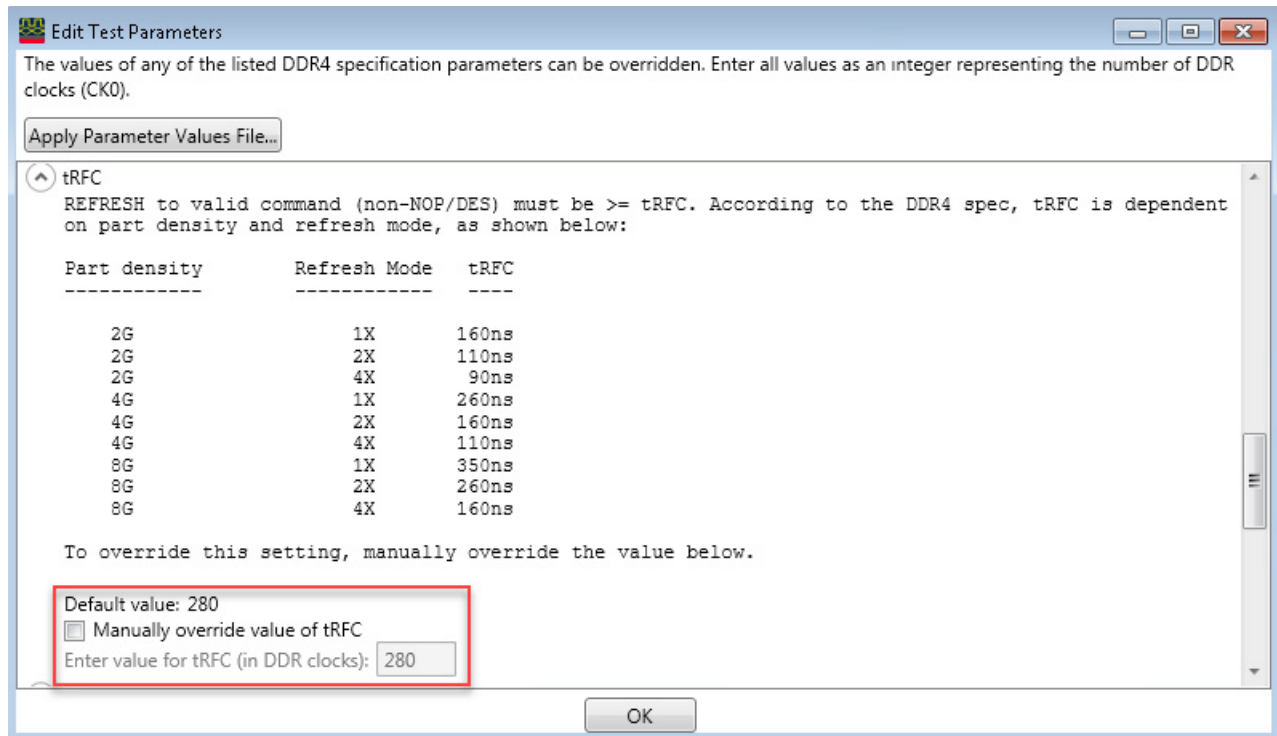 Edit Test Parameters
The values of any of the listed DDR4 specification parameters can be overridden. Enter all values as an integer representing the number of DDR
clocks (CK0).
Apply Parameter Values File...
tRFC
REFRESH to valid command (non-NOP/DES) must be >= tRFC. According to the DDR4 spec, tRFC is dependent
on part density and refresh mode, as shown below:
Part density Refresh Mode tRFC
------------ ------------ ----
2G 1X 160ns
2G 2X 110ns
2G 4X 90ns
4G 1X 260ns
4G 2X 160ns
4G 4X 110ns
8G 1X 350ns
8G 2X 260ns
8G 4X 160ns
To override this setting, manually override the value below.
Default value: 280
Manually override value of tRFC
Enter value for tRFC (in DDR clocks): 280
OK